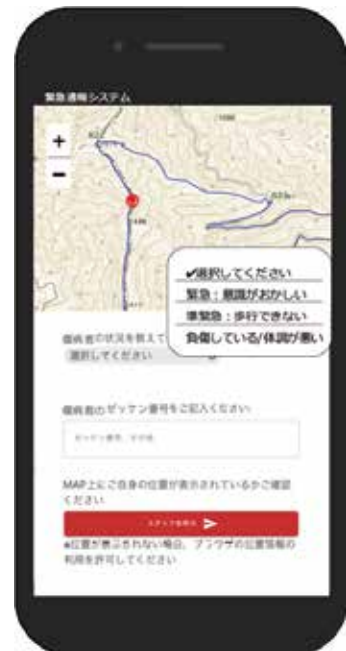 緊急通報システム
+
−
✔選択してください
緊急：意識がおかしい
準緊急：歩行できない
負傷している/体調が悪い
傷病者の状況を教えて
選択してください
傷病者のゼッケン番号をご記入ください
MAP上にご自身の位置が表示されているかご確認
ください
※位置が表示されない場合、ブラウザの位置情報の
利用を許可してください